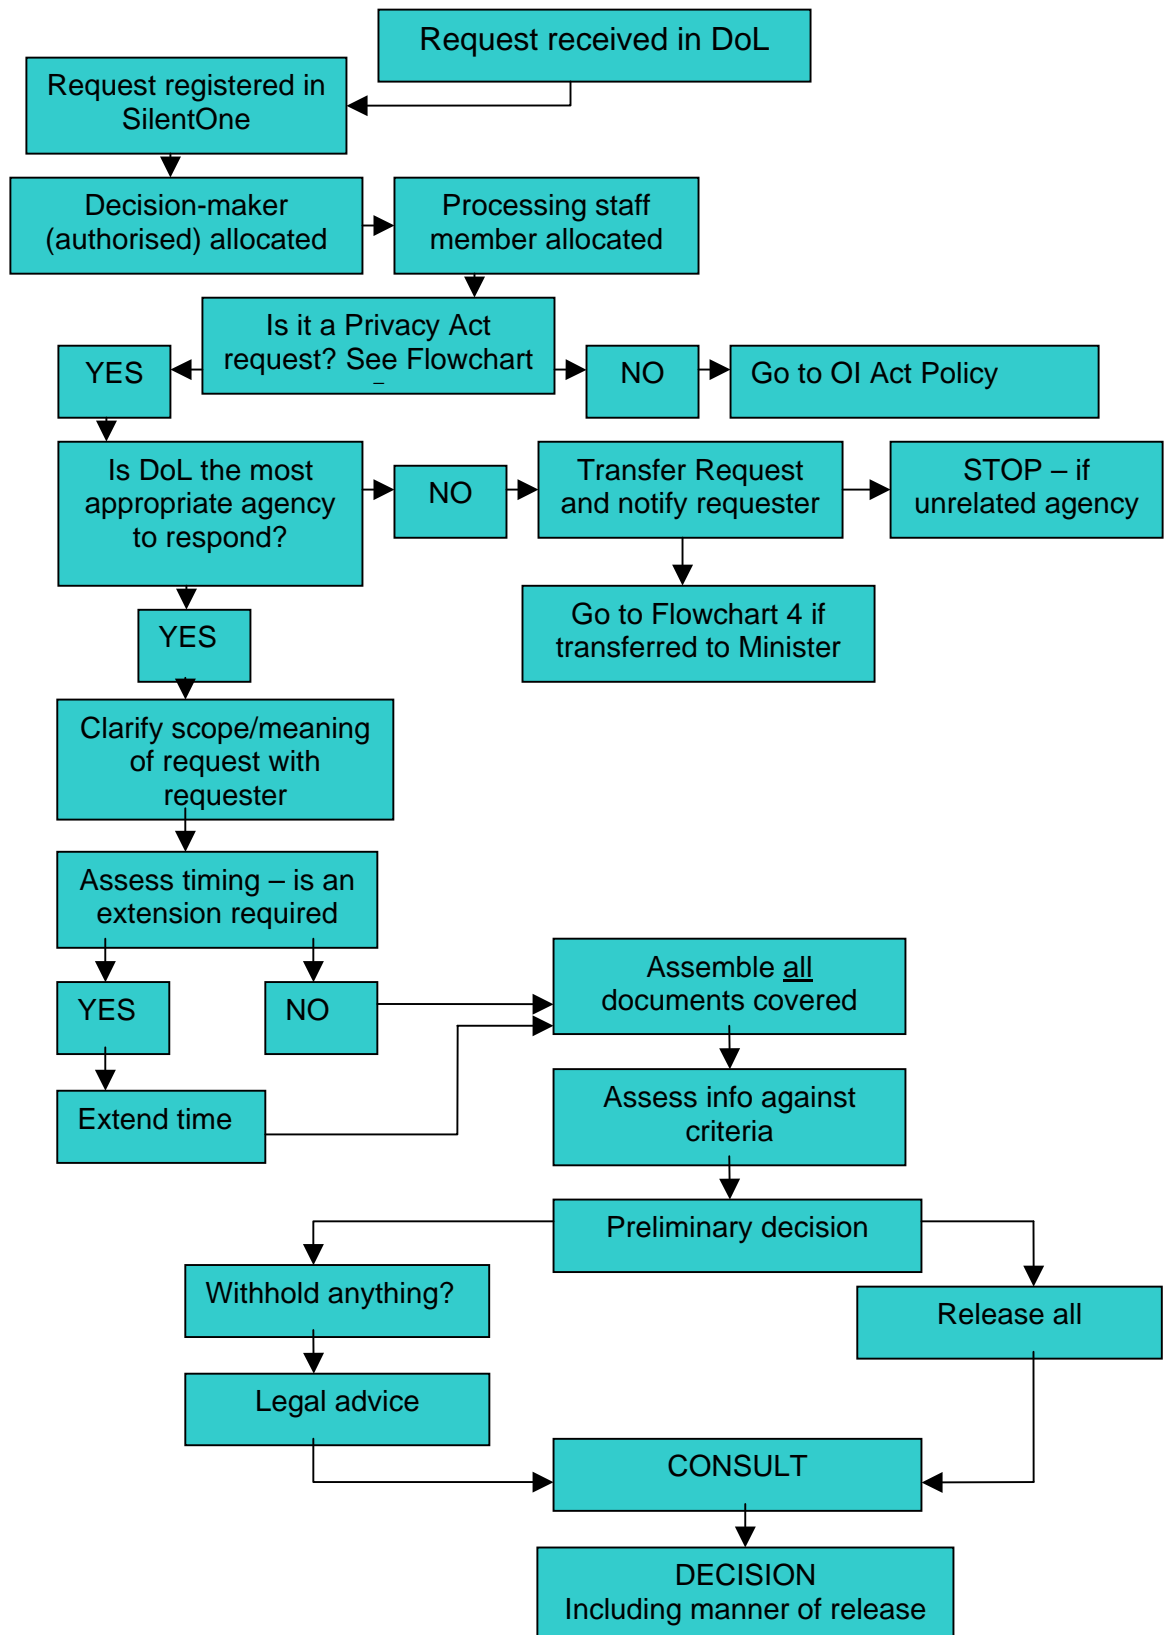 Request received in DoL
Request registered in
SilentOne
Decision-maker
(authorised) allocated
Processing staff
member allocated
Is it a Privacy Act
request? See Flowchart
YES
NO
Go to OI Act Policy
Is DoL the most
appropriate agency
to respond?
NO
Transfer Request
and notify requester
STOP – if
unrelated agency
Go to Flowchart 4 if
transferred to Minister
YES
Clarify scope/meaning
of request with
requester
Assess timing – is an
extension required
YES
NO
Extend time
Assemble all
documents covered
Assess info against
criteria
Preliminary decision
Withhold anything?
Release all
Legal advice
CONSULT
DECISION
Including manner of release